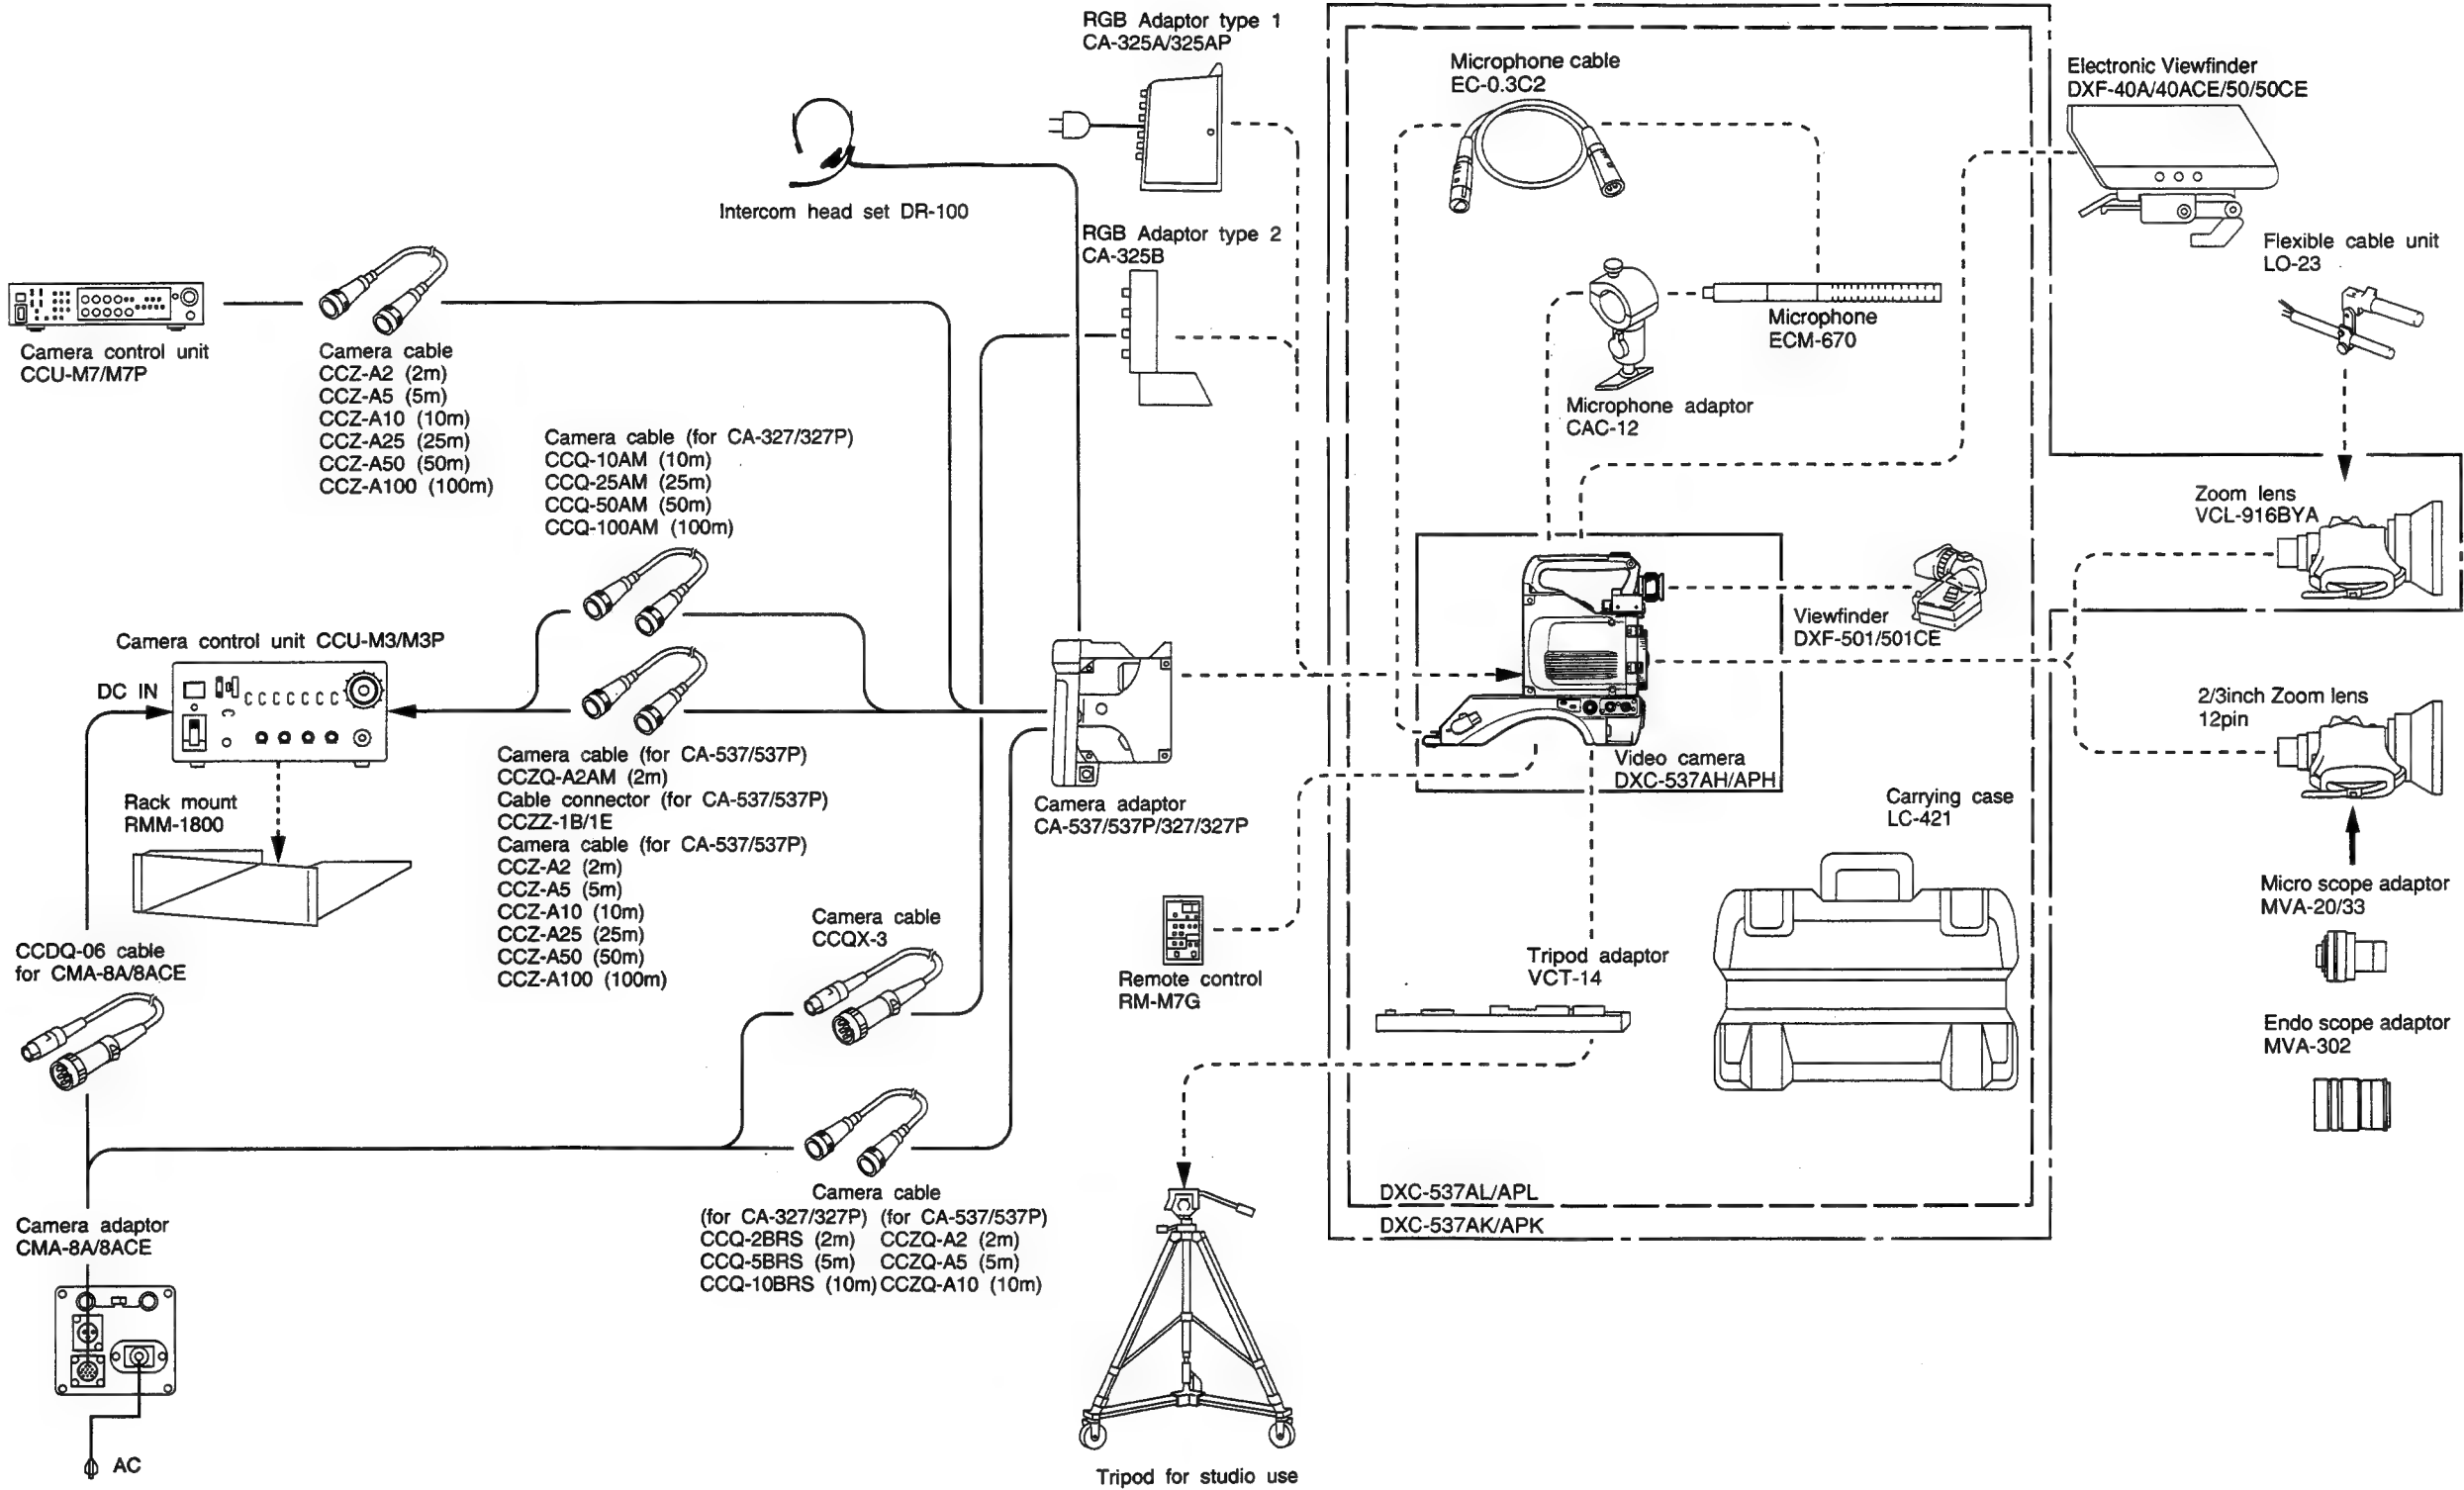 RGB Adaptor type 1
CA-325A/325AP
Intercom head set DR-100
RGB Adaptor type 2
CA-325B
Camera control unit
CCU-M7/M7P
Camera cable
CCZ-A2 (2m)
CCZ-A5 (5m)
CCZ-A10 (10m)
CCZ-A25 (25m)
CCZ-A50 (50m)
CCZ-A100 (100m)
Camera cable (for CA-327/327P)
CCQ-10AM (10m)
CCQ-25AM (25m)
CCQ-50AM (50m)
CCQ-100AM (100m)
Camera control unit CCU-M3/M3P
DC IN
Rack mount
RMM-1800
Camera cable (for CA-537/537P)
CCZQ-A2AM (2m)
Cable connector (for CA-537/537P)
CCZZ-1B/1E
Camera cable (for CA-537/537P)
CCZ-A2 (2m)
CCZ-A5 (5m)
CCZ-A10 (10m)
CCZ-A25 (25m)
CCZ-A50 (50m)
CCZ-A100 (100m)
Camera adaptor
CA-537/537P/327/327P
Camera cable
CCQX-3
CCDQ-06 cable
for CMA-8A/8ACE
Camera adaptor
CMA-8A/8ACE
AC
Camera cable
(for CA-327/327P) (for CA-537/537P)
CCQ-2BRS (2m) CCZQ-A2 (2m)
CCQ-5BRS (5m) CCZQ-A5 (5m)
CCQ-10BRS (10m) CCZQ-A10 (10m)
Remote control
RM-M7G
Tripod for studio use
Microphone cable
EC-0.3C2
Microphone
ECM-670
Microphone adaptor
CAC-12
Viewfinder
DXF-501/501CE
Video camera
DXC-537AH/APH
Carrying case
LC-421
Tripod adaptor
VCT-14
DXC-537AL/APL
DXC-537AK/APK
Electronic Viewfinder
DXF-40A/40ACE/50/50CE
Flexible cable unit
LO-23
Zoom lens
VCL-916BYA
2/3inch Zoom lens
12pin
Micro scope adaptor
MVA-20/33
Endo scope adaptor
MVA-302